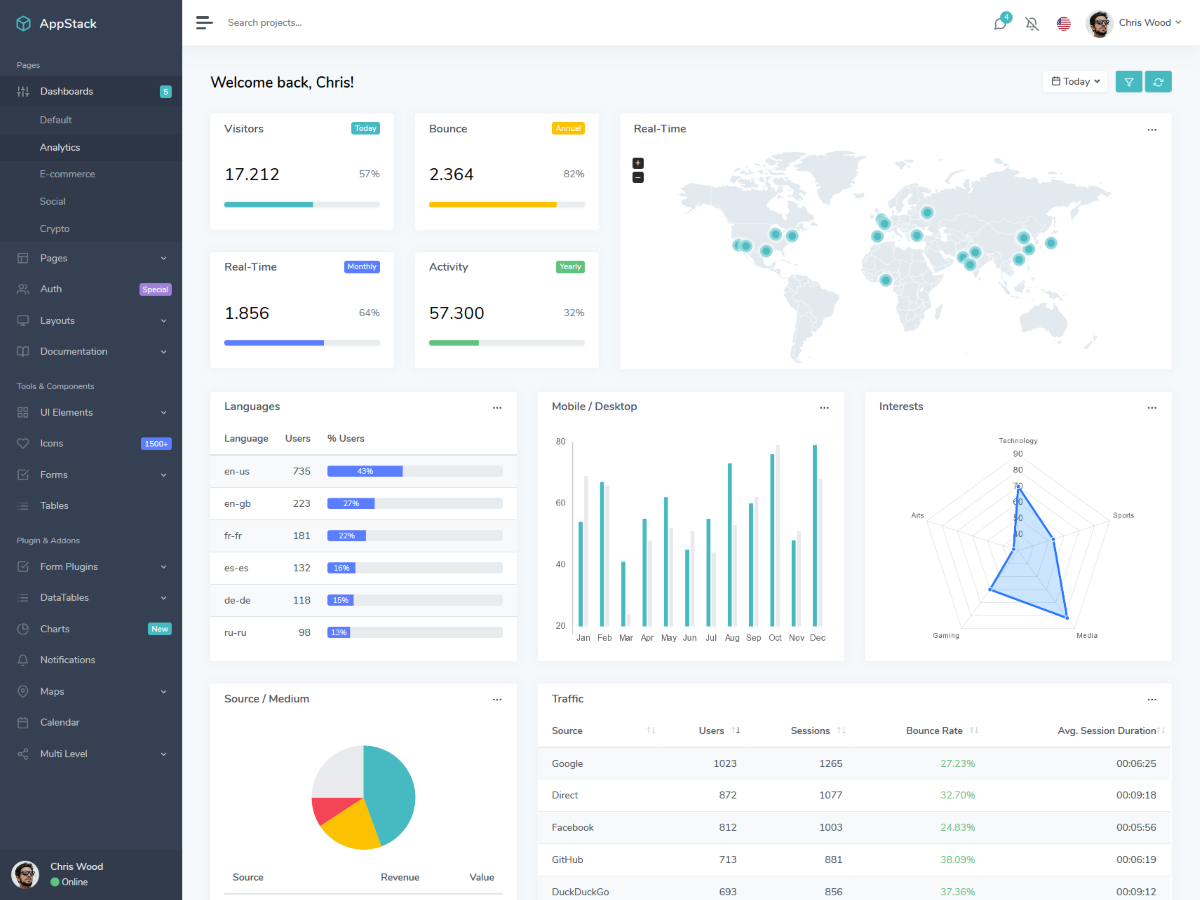 AppStack
Search projects...
4
Chris Wood
Pages
Dashboards 5
Default
Analytics
E-commerce
Social
Crypto
Pages
Auth Special
Layouts
Documentation
Tools & Components
UI Elements
Icons 1500+
Forms
Tables
Plugin & Addons
Form Plugins
DataTables
Charts New
Notifications
Maps
Calendar
Multi Level
Chris Wood
Online
Welcome back, Chris!
Today
Visitors Today
17.212 57%
Bounce Annual
2.364 82%
Real-Time Monthly
1.856 64%
Activity Yearly
57.300 32%
Real-Time ...
+
−
Languages ...
Language Users % Users
en-us 735 43%
en-gb 223 27%
fr-fr 181 22%
es-es 132 16%
de-de 118 15%
ru-ru 98 13%
Mobile / Desktop ...
80
60
40
20
Jan Feb Mar Apr May Jun Jul Aug Sep Oct Nov Dec
Interests ...
Technology
90
80
70
60
50
40
Arts Sports
Gaming Media
Source / Medium ...
Source Revenue Value
Traffic ...
Source ↑↓ Users ↑↓ Sessions ↑↓ Bounce Rate ↑↓ Avg. Session Duration ↑↓
Google 1023 1265 27.23% 00:06:25
Direct 872 1077 32.70% 00:09:18
Facebook 812 1003 24.83% 00:05:56
GitHub 713 881 38.09% 00:06:19
DuckDuckGo 693 856 37.36% 00:09:12